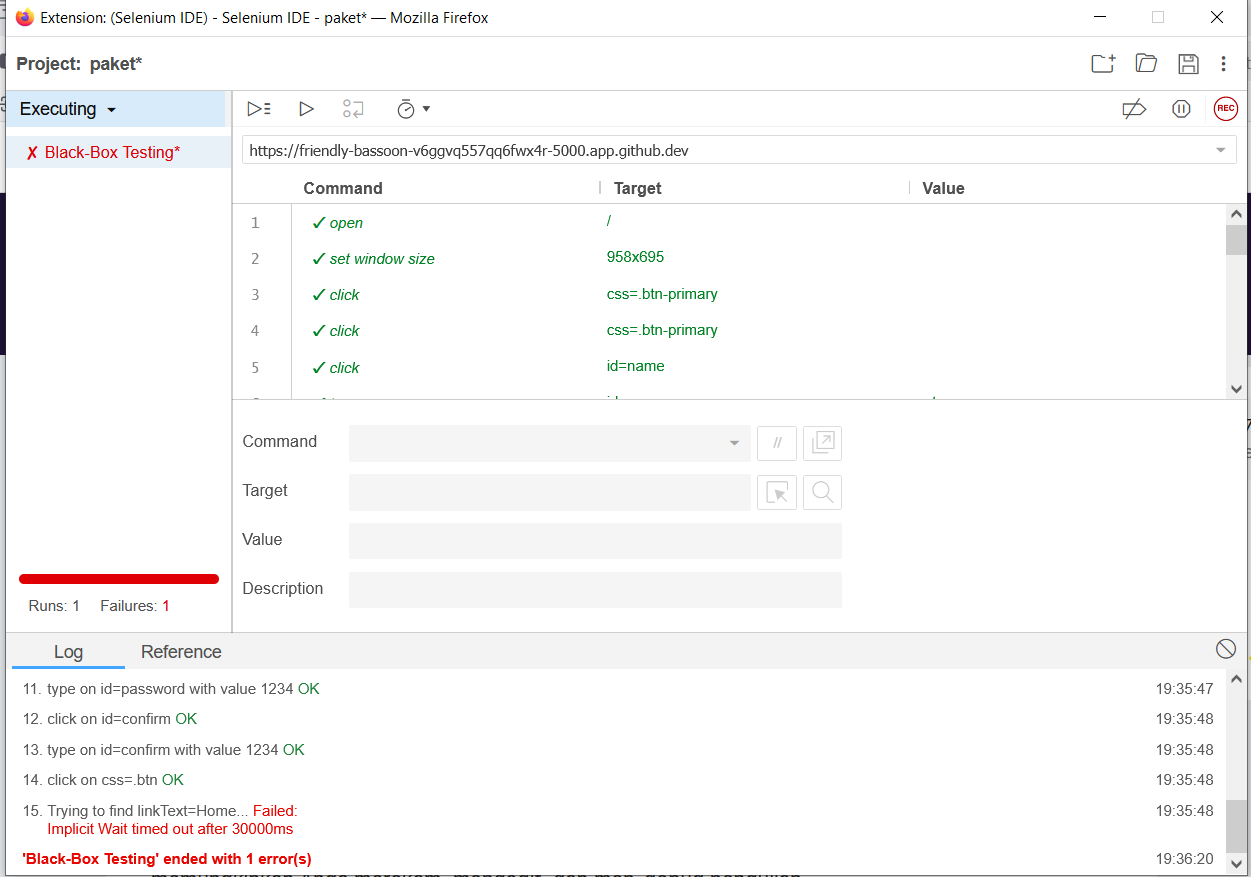 Extension: (Selenium IDE) - Selenium IDE - paket* — Mozilla Firefox
Project: paket*
Executing
✗ Black-Box Testing*
REC
https://friendly-bassoon-v6ggvq557qq6fwx4r-5000.app.github.dev
Command Target Value
1 ✓ open /
2 ✓ set window size 958x695
3 ✓ click css=.btn-primary
4 ✓ click css=.btn-primary
5 ✓ click id=name
Command //
Target
Value
Description
Runs: 1 Failures: 1
Log Reference
11. type on id=password with value 1234 OK 19:35:47
12. click on id=confirm OK 19:35:48
13. type on id=confirm with value 1234 OK 19:35:48
14. click on css=.btn OK 19:35:48
15. Trying to find linkText=Home... Failed: 19:35:48
Implicit Wait timed out after 30000ms
'Black-Box Testing' ended with 1 error(s) 19:36:20